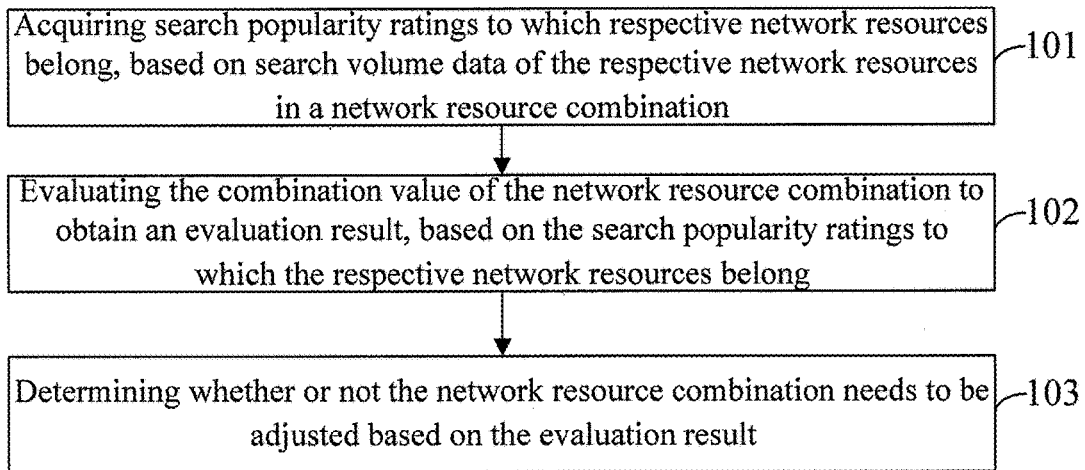 Acquiring search popularity ratings to which respective network resources
belong, based on search volume data of the respective network resources
in a network resource combination
101
Evaluating the combination value of the network resource combination to
obtain an evaluation result, based on the search popularity ratings to
which the respective network resources belong
102
Determining whether or not the network resource combination needs to be
adjusted based on the evaluation result
103